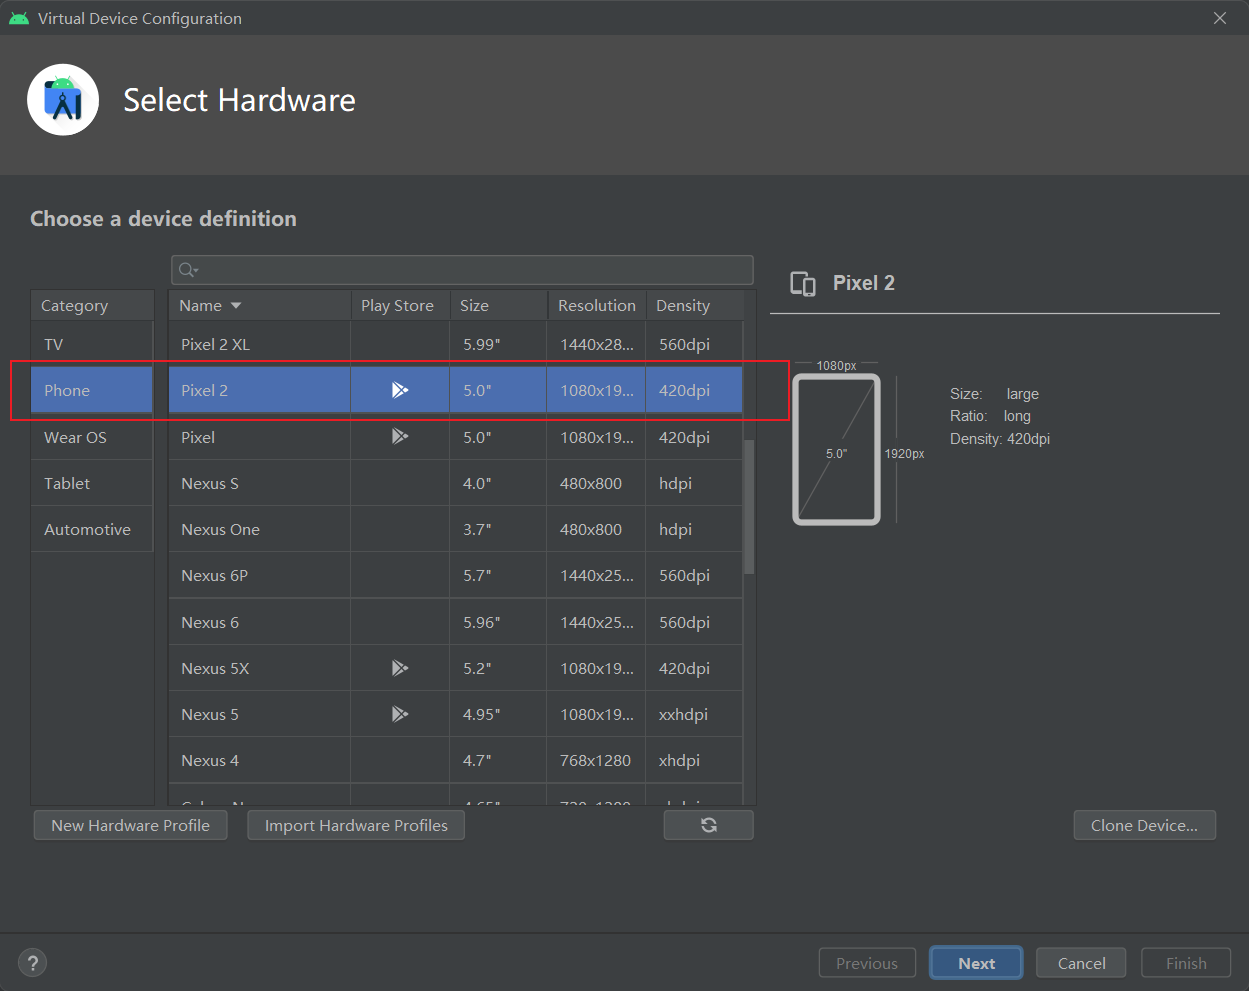 Virtual Device Configuration
Select Hardware
Choose a device definition
Category Name Play Store Size Resolution Density
TV Pixel 2 XL 5.99" 1440x28... 560dpi
Phone Pixel 2 5.0" 1080x19... 420dpi
Wear OS Pixel 5.0" 1080x19... 420dpi
Tablet Nexus S 4.0" 480x800 hdpi
Automotive Nexus One 3.7" 480x800 hdpi
Nexus 6P 5.7" 1440x25... 560dpi
Nexus 6 5.96" 1440x25... 560dpi
Nexus 5X 5.2" 1080x19... 420dpi
Nexus 5 4.95" 1080x19... xxhdpi
Nexus 4 4.7" 768x1280 xhdpi
Pixel 2
1080px
5.0"
1920px
Size: large
Ratio: long
Density: 420dpi
New Hardware Profile Import Hardware Profiles Clone Device...
? Previous Next Cancel Finish